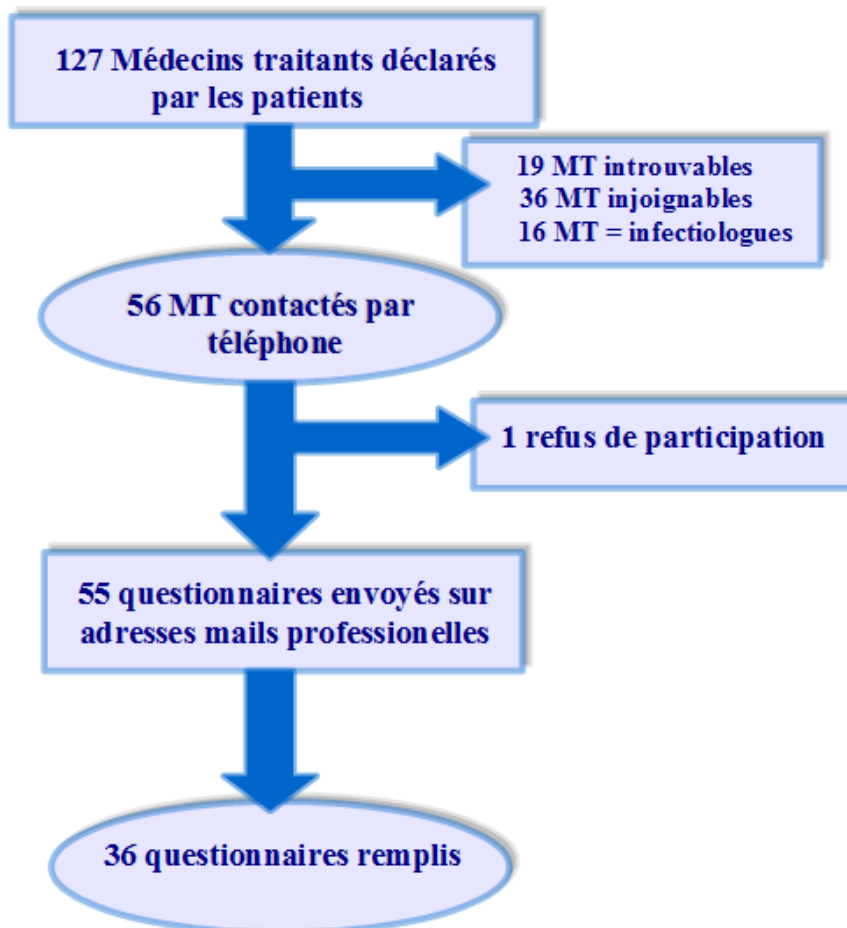 127 Médecins traitants déclarés
par les patients
19 MT introuvables
36 MT injoignables
16 MT = infectiologues
56 MT contactés par
téléphone
1 refus de participation
55 questionnaires envoyés sur
adresses mails professionelles
36 questionnaires remplis